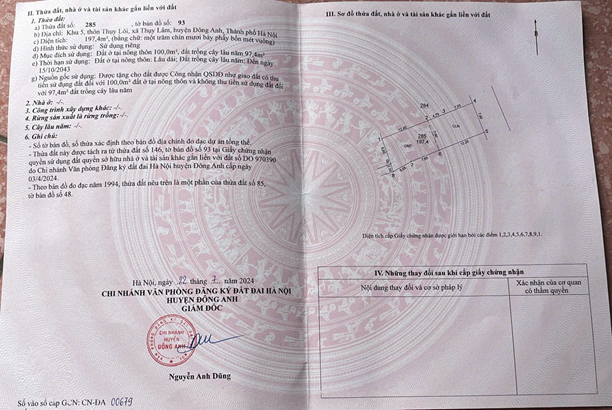 II. Thửa đất, nhà ở và tài sản khác gắn liền với đất
1. Thửa đất:
a) Thửa đất số: 285 , tờ bản đồ số: 93
b) Địa chỉ: Khu 5, thôn Thụy Lôi, xã Thụy Lâm, huyện Đông Anh, Thành phố Hà Nội
c) Diện tích: 197,4m² (bằng chữ: một trăm chín mươi bảy phẩy bốn mét vuông)
d) Hình thức sử dụng: Sử dụng riêng
đ) Mục đích sử dụng: Đất ở tại nông thôn 100,0m², đất trồng cây lâu năm 97,4m²
e) Thời hạn sử dụng: Đất ở tại nông thôn: Lâu dài; Đất trồng cây lâu năm: Đến ngày
15/10/2043
g) Nguồn gốc sử dụng: Được tặng cho đất được Công nhận QSDĐ như giao đất có thu
tiền sử dụng đất đối với 100,0m² đất ở tại nông thôn và không thu tiền sử dụng đất đối
với 97,4m² đất trồng cây lâu năm
2. Nhà ở: -/-.
3. Công trình xây dựng khác: -/-.
4. Rừng sản xuất là rừng trồng: -/-.
5. Cây lâu năm: -/-.
6. Ghi chú:
- Số tờ bản đồ, số thửa xác định theo bản đồ địa chính đo đạc dự án tổng thể.
- Thửa đất được tách ra từ thửa đất số 146, tờ bản đồ số 93 tại Giấy chứng nhận
quyền sử dụng đất quyền sở hữu nhà ở và tài sản khác gắn liền với đất số DO 970390
do Chi nhánh Văn phòng Đăng ký đất đai Hà Nội huyện Đông Anh cấp ngày
03/4/2024.
- Theo bản đồ đo đạc năm 1994, thửa đất nêu trên là một phần của thửa đất số 85,
tờ bản đồ số 48.
Hà Nội, ngày 22 tháng 7 năm 2024
CHI NHÁNH VĂN PHÒNG ĐĂNG KÝ ĐẤT ĐAI HÀ NỘI
HUYỆN ĐÔNG ANH
GIÁM ĐỐC
CHI NHÁNH
HUYỆN
ĐÔNG ANH
Nguyễn Anh Dũng
Số vào sổ cấp GCN: CN-ĐA 00679
III. Sơ đồ thửa đất, nhà ở và tài sản khác gắn liền với đất
284
285
197,4
Diện tích cấp Giấy chứng nhận được giới hạn bởi các điểm 1,2,3,4,5,6,7,8,9,1.
IV. Những thay đổi sau khi cấp giấy chứng nhận
Nội dung thay đổi và cơ sở pháp lý
Xác nhận của cơ quan
có thẩm quyền